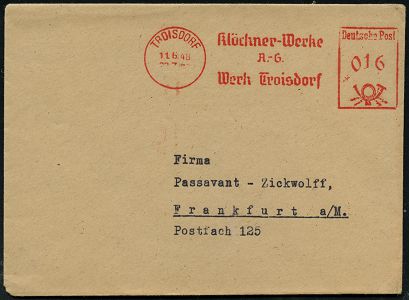 TROISDORF
11.6.48
Klöckner-Werke
A.-G.
Werk Troisdorf
Deutsche Post
016
Firma
Passavant - Zickwolff,
Frankfurt a/M.
Postfach 125